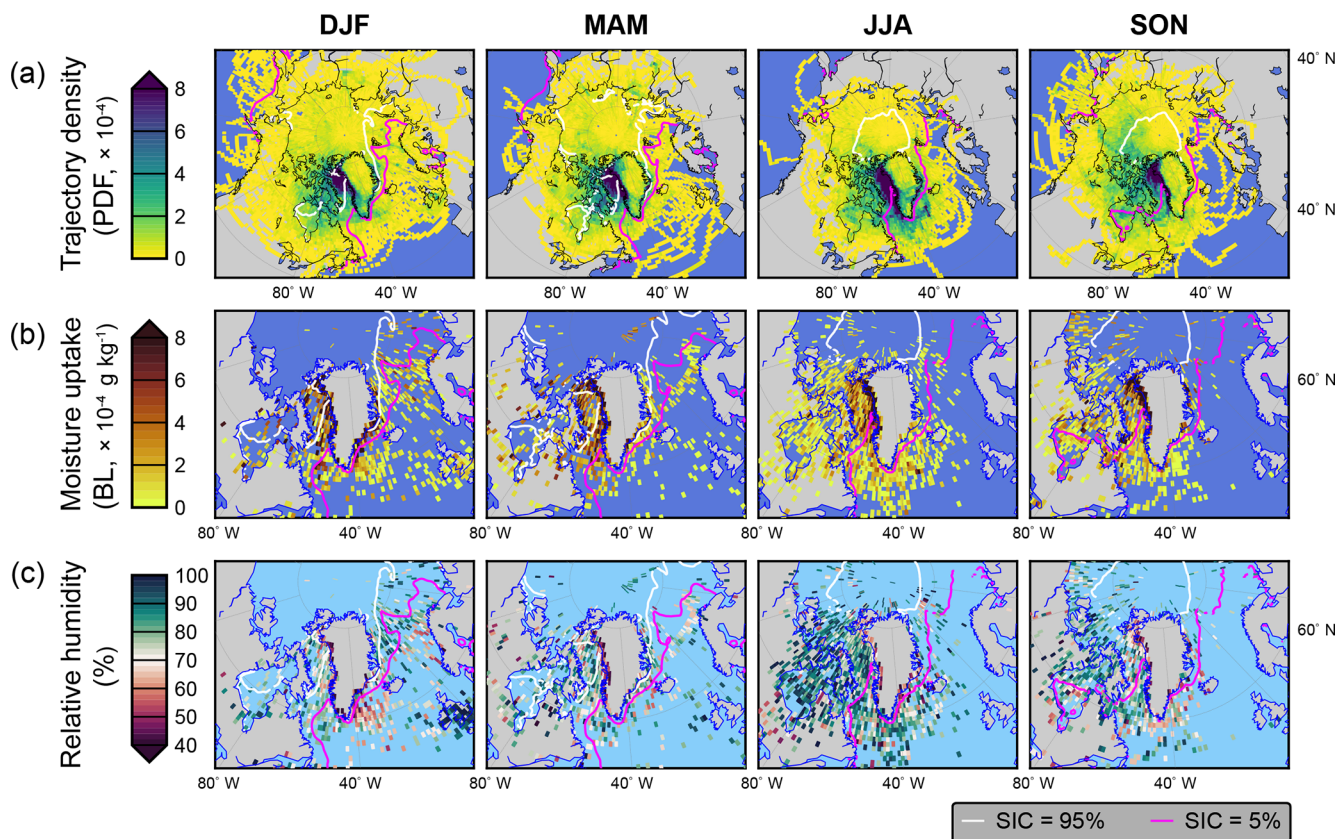 DJF MAM JJA SON
(a)
Trajectory density
(PDF, × 10⁻⁴)
8
6
4
2
0
40° N
40° N
80° W 40° W 80° W 40° W 80° W 40° W 80° W 40° W
(b)
Moisture uptake
(BL, × 10⁻⁴ g kg⁻¹)
8
6
4
2
0
60° N
80° W 40° W 80° W 40° W 80° W 40° W 80° W 40° W
(c)
Relative humidity
(%)
100
90
80
70
60
50
40
60° N
80° W 40° W 80° W 40° W 80° W 40° W 80° W 40° W
SIC = 95% SIC = 5%